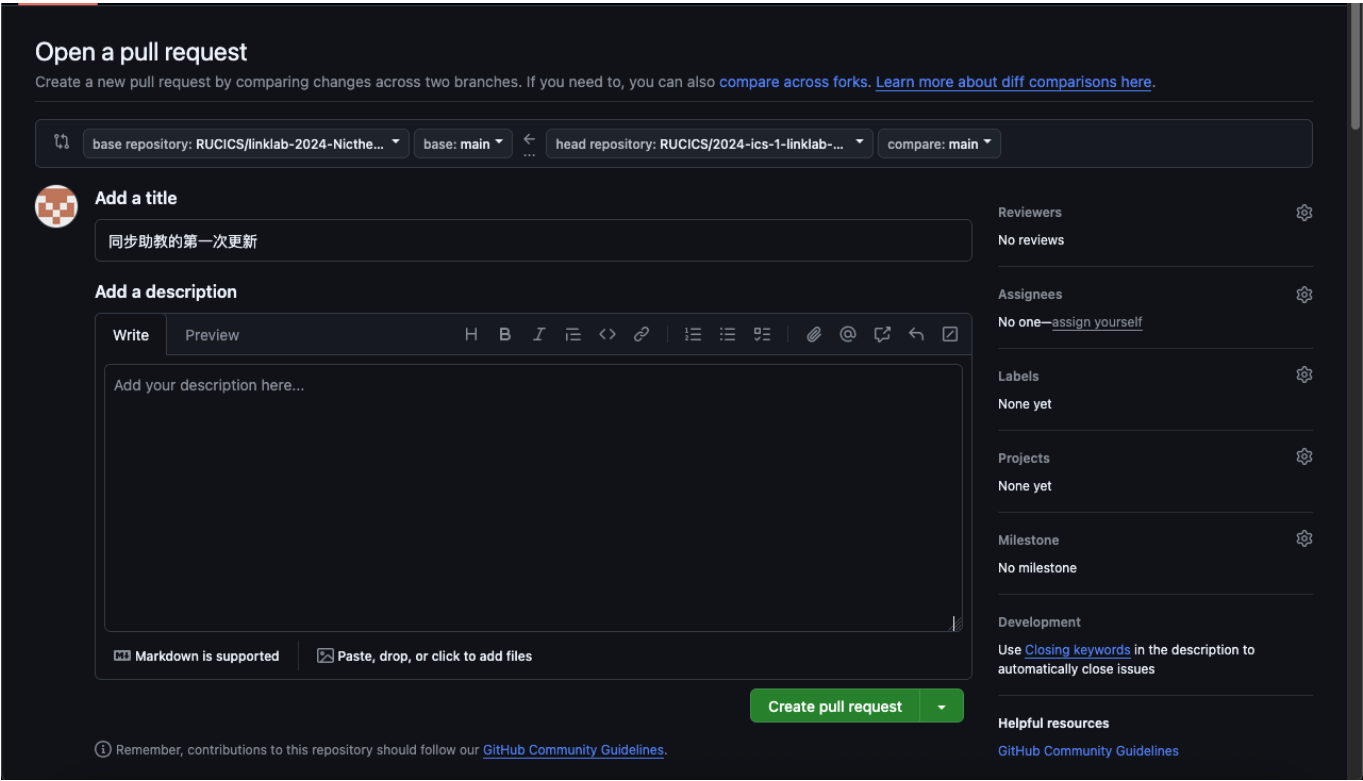 Open a pull request
Create a new pull request by comparing changes across two branches. If you need to, you can also compare across forks. Learn more about diff comparisons here.
base repository: RUCICS/linklab-2024-Nicthe... base: main ← ... head repository: RUCICS/2024-ics-1-linklab-... compare: main
Add a title
同步助教的第一次更新
Add a description
Write Preview
Add your description here...
Markdown is supported
Paste, drop, or click to add files
Create pull request
Remember, contributions to this repository should follow our GitHub Community Guidelines.
Reviewers
No reviews
Assignees
No one—assign yourself
Labels
None yet
Projects
None yet
Milestone
No milestone
Development
Use Closing keywords in the description to
automatically close issues
Helpful resources
GitHub Community Guidelines